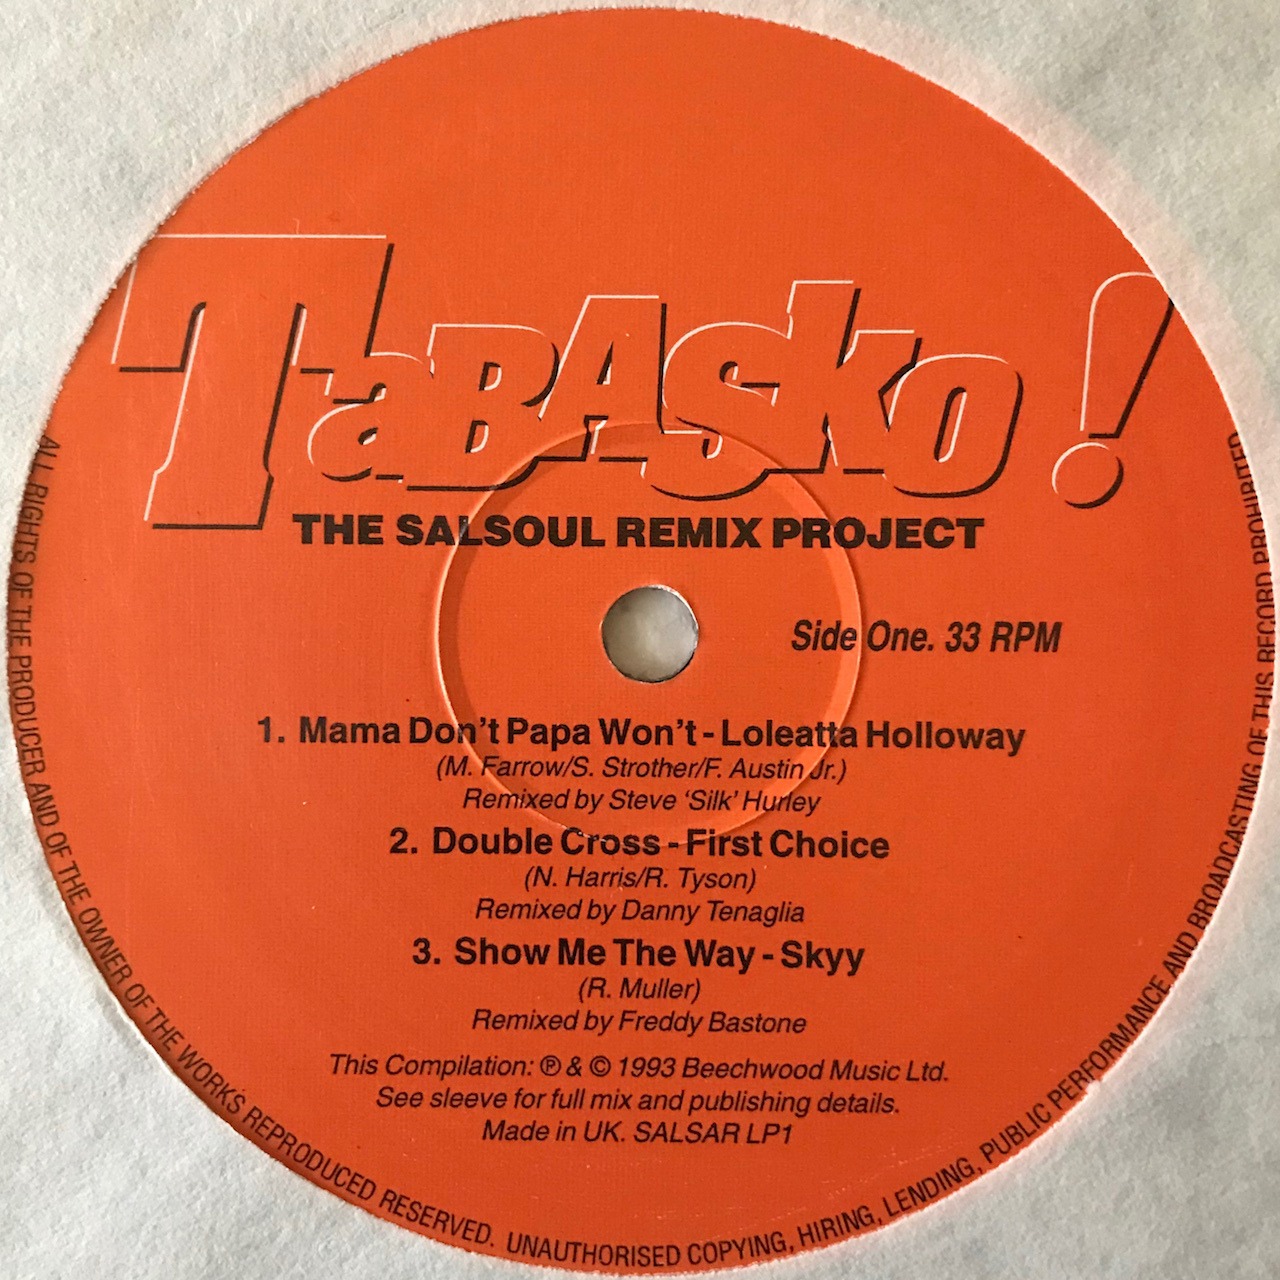 TaBASko!
THE SALSOUL REMIX PROJECT
Side One. 33 RPM
1. Mama Don't Papa Won't - Loleatta Holloway
(M. Farrow/S. Strother/F. Austin Jr.)
Remixed by Steve 'Silk' Hurley
2. Double Cross - First Choice
(N. Harris/R. Tyson)
Remixed by Danny Tenaglia
3. Show Me The Way - Skyy
(R. Muller)
Remixed by Freddy Bastone
This Compilation: ℗ & © 1993 Beechwood Music Ltd.
See sleeve for full mix and publishing details.
Made in UK. SALSAR LP1
ALL RIGHTS OF THE PRODUCER AND OF THE OWNER OF THE WORKS REPRODUCED RESERVED. UNAUTHORISED COPYING, HIRING, LENDING, PUBLIC PERFORMANCE AND BROADCASTING OF THIS RECORD PROHIBITED